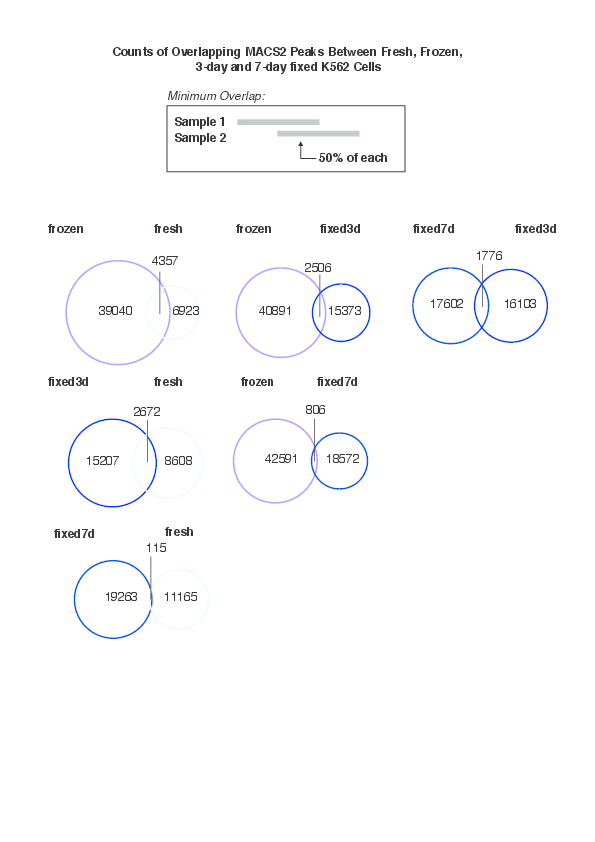 Counts of Overlapping MACS2 Peaks Between Fresh, Frozen,
3-day and 7-day fixed K562 Cells
Minimum Overlap:
Sample 1
Sample 2
50% of each
frozen fresh
4357
39040 6923
frozen fixed3d
2506
40891 15373
fixed7d fixed3d
1776
17602 16103
fixed3d fresh
2672
15207 8608
frozen fixed7d
806
42591 18572
fixed7d fresh
115
19263 11165